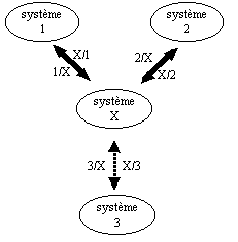 système
1
système
2
X/1
1/X
2/X
X/2
système
X
3/X
X/3
système
3